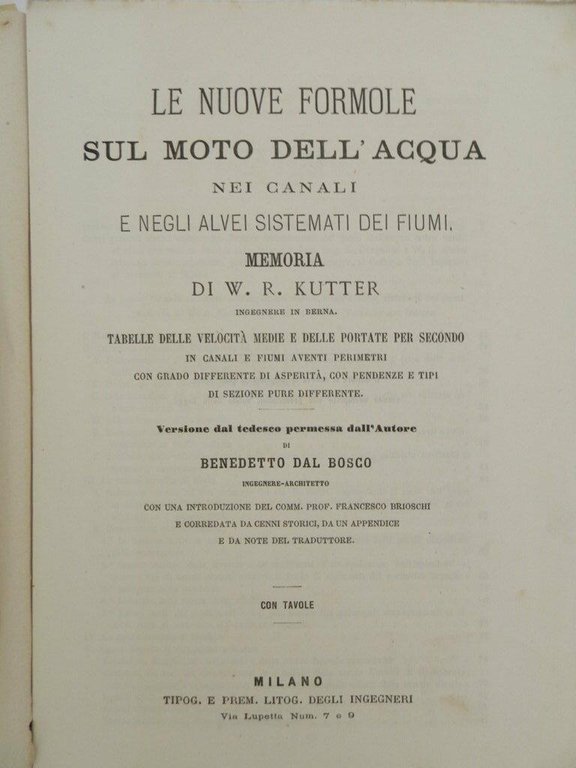 LE NUOVE FORMOLE
SUL MOTO DELL'ACQUA
NEI CANALI
E NEGLI ALVEI SISTEMATI DEI FIUMI.
MEMORIA
DI W. R. KUTTER
INGEGNERE IN BERNA.
TABELLE DELLE VELOCITÀ MEDIE E DELLE PORTATE PER SECONDO
IN CANALI E FIUMI AVENTI PERIMETRI
CON GRADO DIFFERENTE DI ASPERITÀ, CON PENDENZE E TIPI
DI SEZIONE PURE DIFFERENTE.
Versione dal tedesco permessa dall'Autore
DI
BENEDETTO DAL BOSCO
INGEGNERE-ARCHITETTO
CON UNA INTRODUZIONE DEL COMM. PROF. FRANCESCO BRIOSCHI
E CORREDATA DA CENNI STORICI, DA UN APPENDICE
E DA NOTE DEL TRADUTTORE.
CON TAVOLE
MILANO
TIPOG. E PREM. LITOG. DEGLI INGEGNERI
Via Lupetta Num. 7 e 9